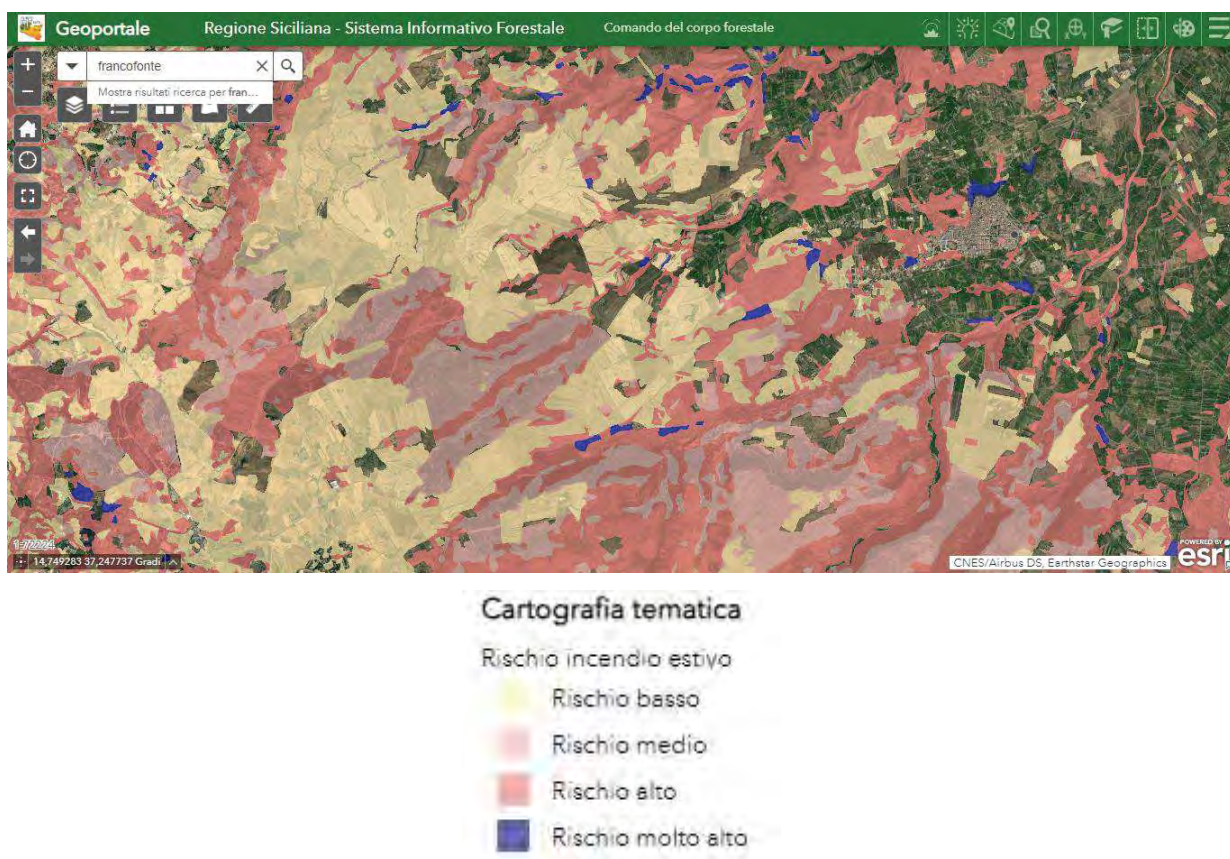 Geoportale Regione Siciliana - Sistema Informativo Forestale Comando del corpo forestale
francofonte
Mostra risultati ricerca per fran...
14,749283 37,247737 Gradi
CNES/Airbus DS, Earthstar Geographics
POWERED BY
esri
Cartografia tematica
Rischio incendio estivo
Rischio basso
Rischio medio
Rischio alto
Rischio molto alto